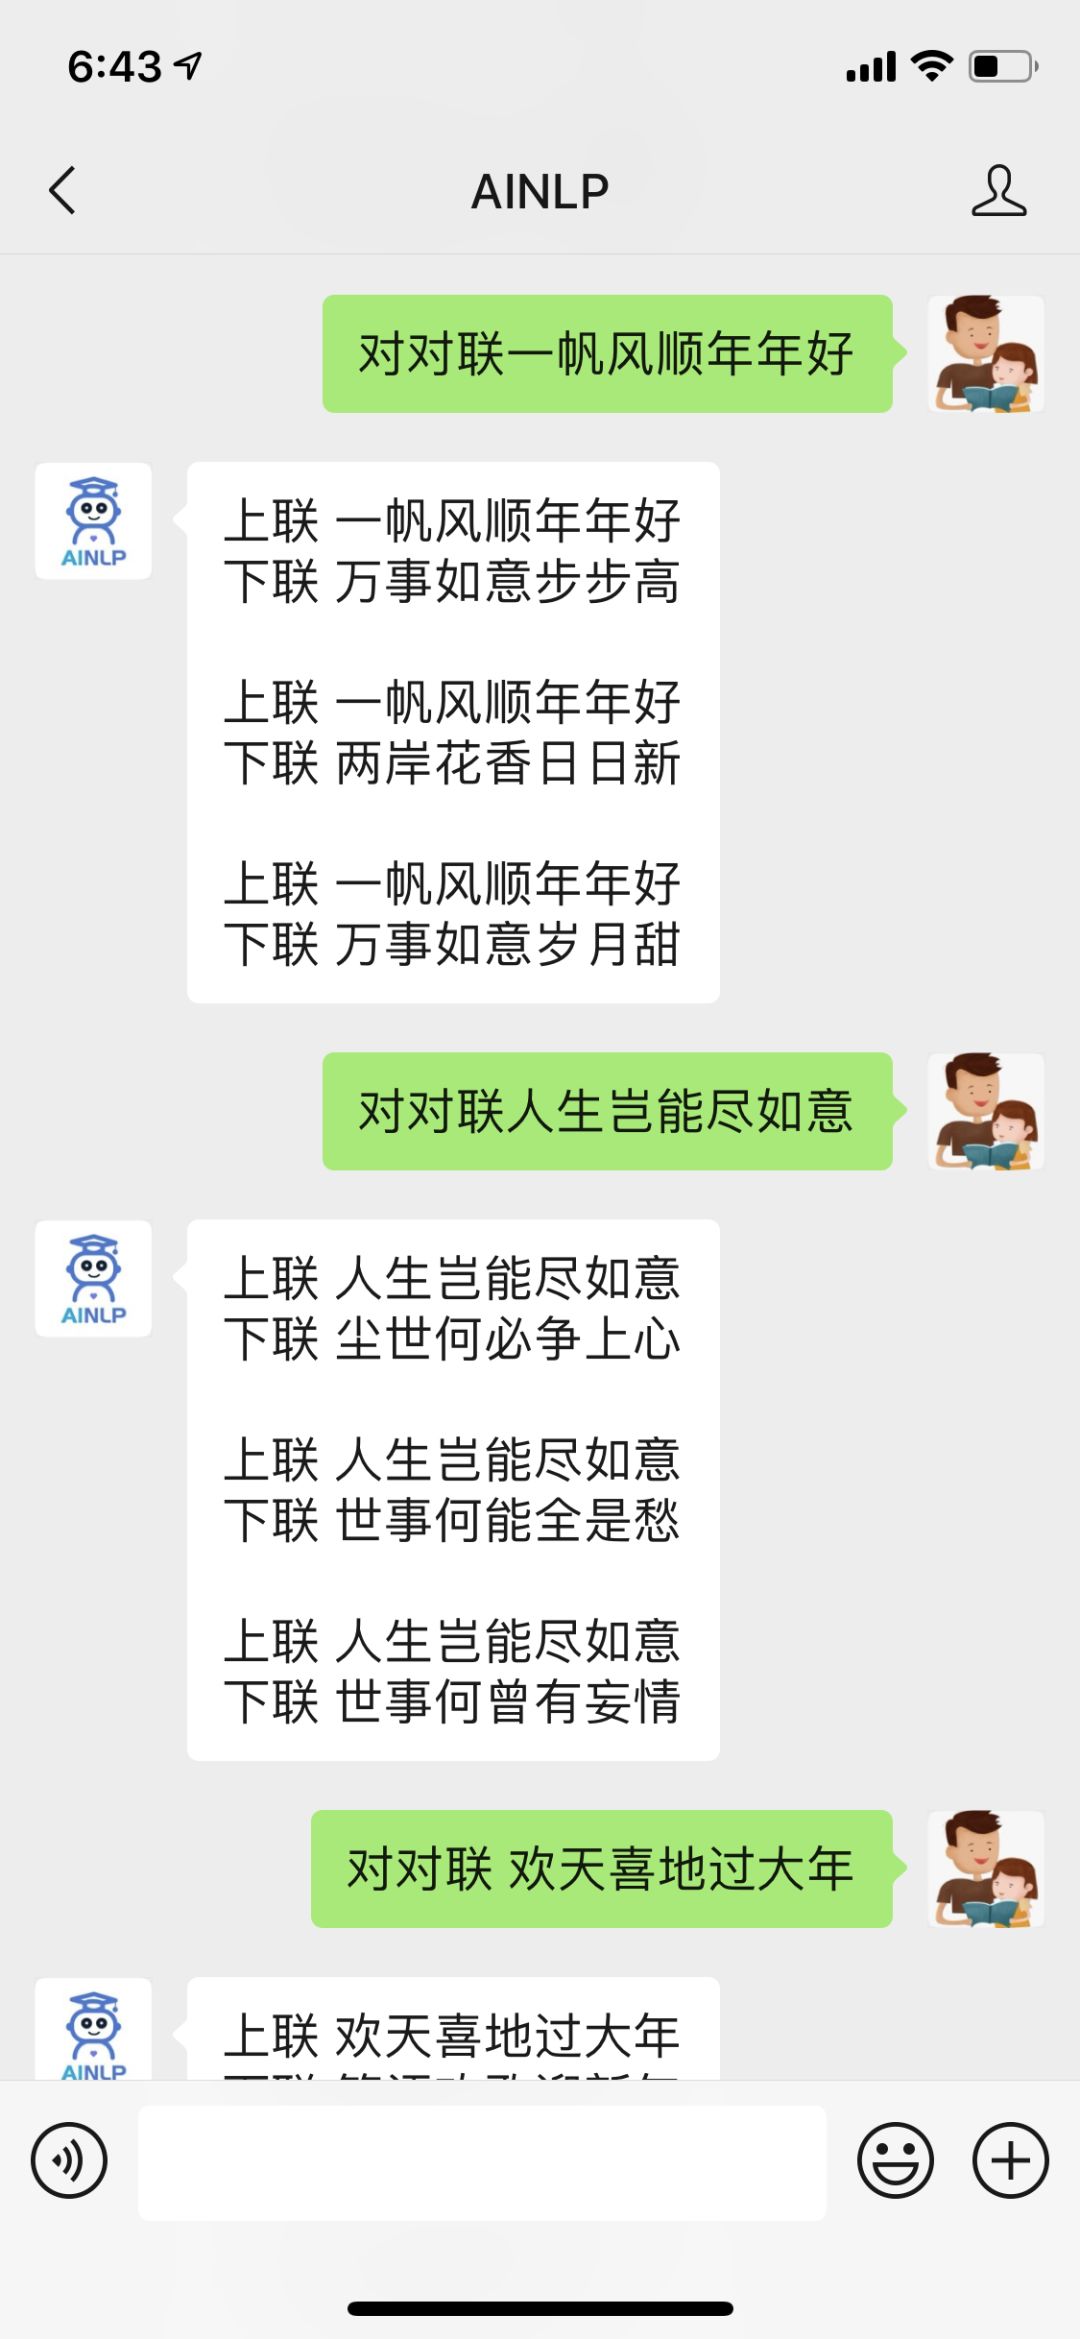 6:43
AINLP
对对联一帆风顺年年好
AINLP
上联 一帆风顺年年好
下联 万事如意步步高
上联 一帆风顺年年好
下联 两岸花香日日新
上联 一帆风顺年年好
下联 万事如意岁月甜
对对联人生岂能尽如意
AINLP
上联 人生岂能尽如意
下联 尘世何必争上心
上联 人生岂能尽如意
下联 世事何能全是愁
上联 人生岂能尽如意
下联 世事何曾有妄情
对对联 欢天喜地过大年
AINLP
上联 欢天喜地过大年